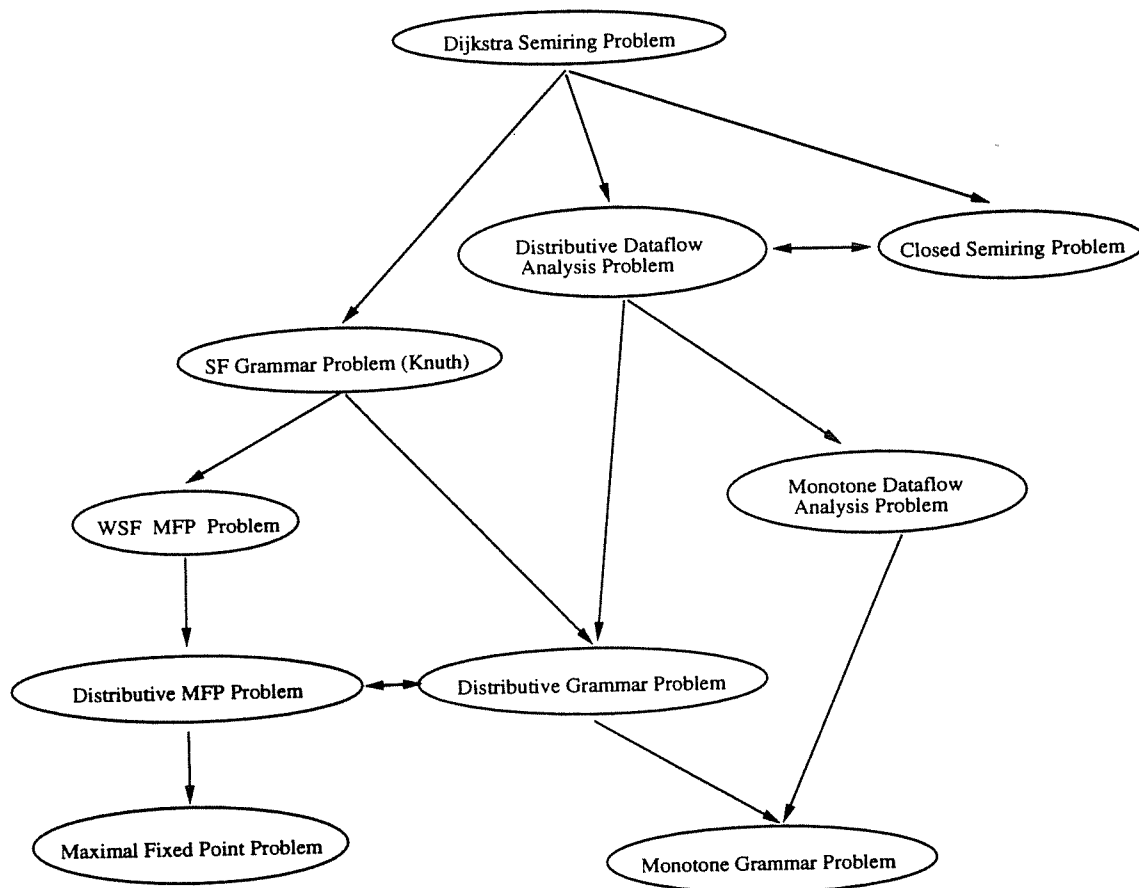 Dijkstra Semiring Problem
Distributive Dataflow
Analysis Problem
Closed Semiring Problem
SF Grammar Problem (Knuth)
Monotone Dataflow
Analysis Problem
WSF MFP Problem
Distributive MFP Problem
Distributive Grammar Problem
Maximal Fixed Point Problem
Monotone Grammar Problem